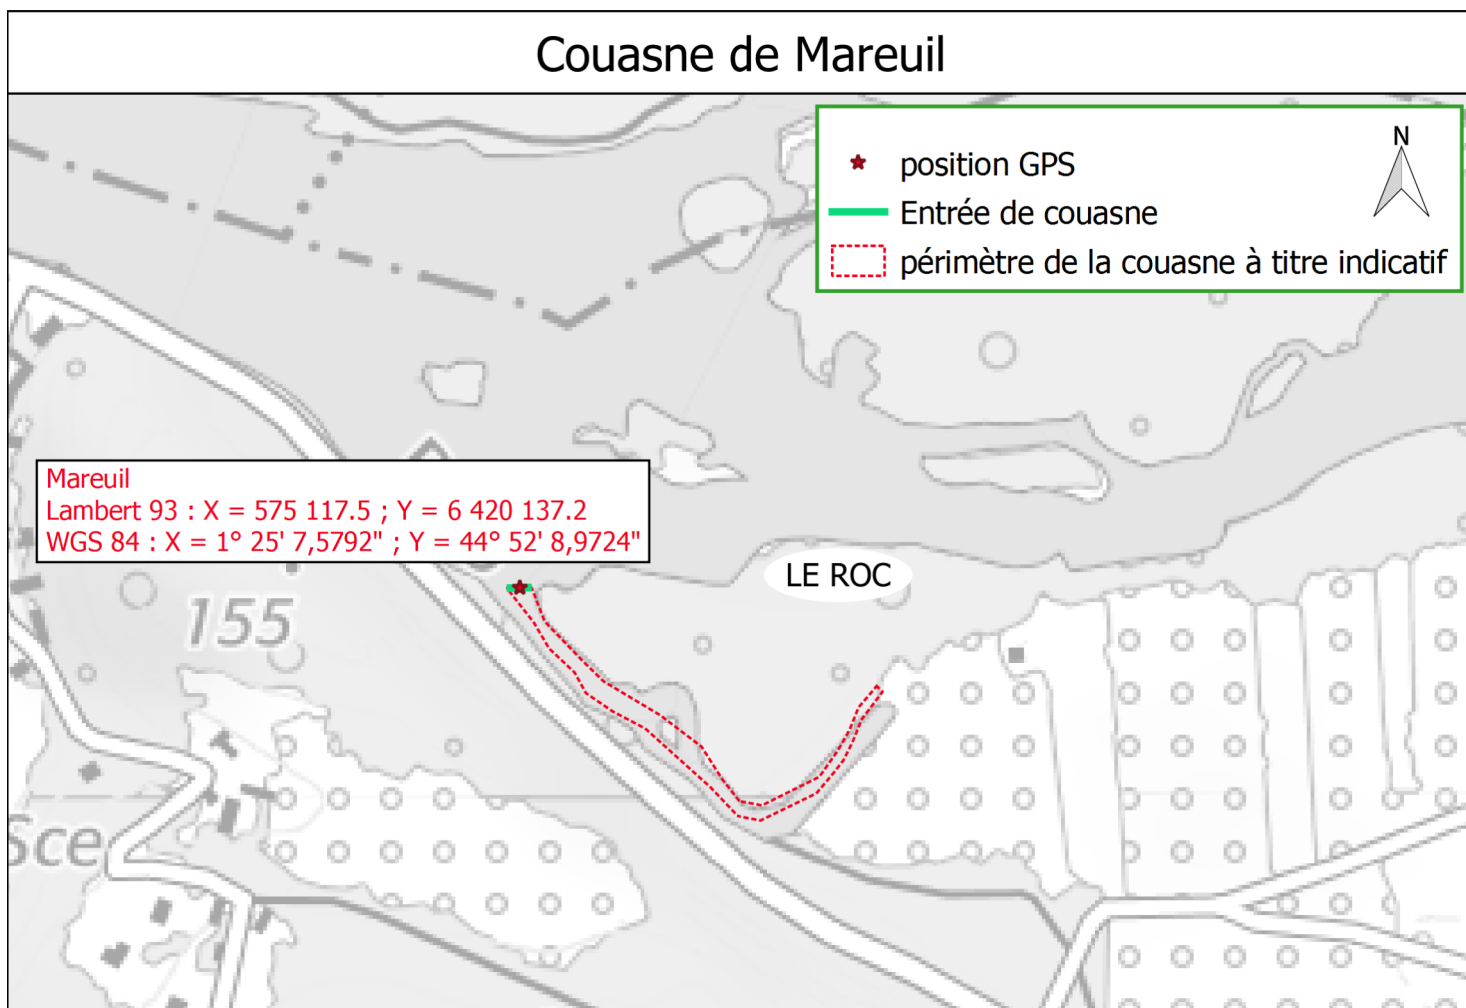 Couasne de Mareuil
N
position GPS
Entrée de couasne
périmètre de la couasne à titre indicatif
Mareuil
Lambert 93 : X = 575 117.5 ; Y = 6 420 137.2
WGS 84 : X = 1° 25' 7,5792" ; Y = 44° 52' 8,9724"
LE ROC
155
Sce